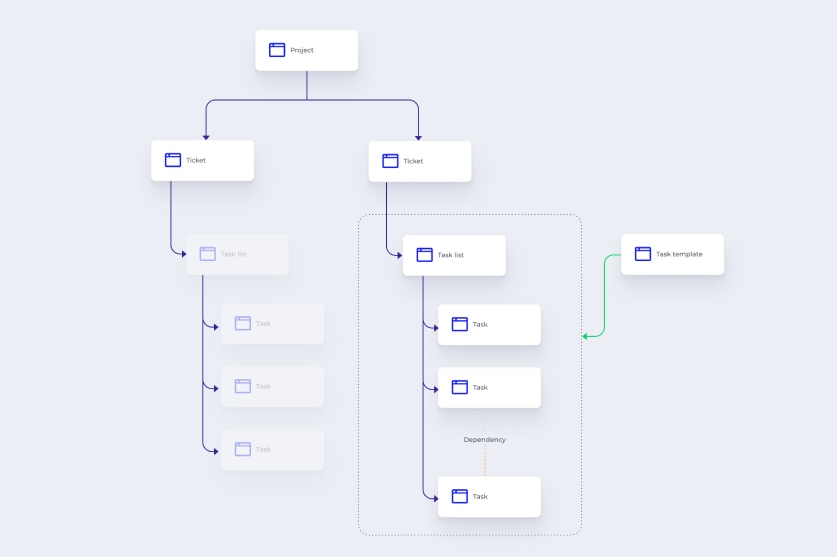 Project
Ticket
Ticket
Task list
Task list
Task template
Task
Task
Task
Task
Dependency
Task
Task